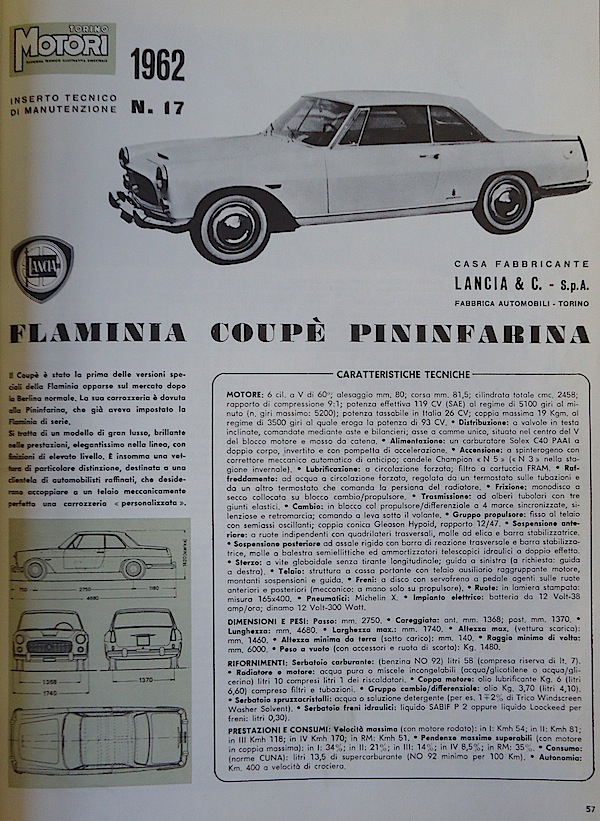 TORINO
MOTORI
1962
INSERTO TECNICO
DI MANUTENZIONE
N. 17
LANCIA
CASA FABBRICANTE
LANCIA & C. - S.p.A.
FABBRICA AUTOMOBILI - TORINO
FLAMINIA COUPÈ PININFARINA
Il Coupè è stato la prima delle versioni spe-
ciali della Flaminia opparse sul mercato dopo
la Berlina normale. La sua carrozzeria è dovuta
alla Pininfarina, che già aveva impostato la
Flaminia di serie.
Si tratta di un modello di gran lusso, brillante
nelle prestazioni, elegantissimo nella linea, con
finizioni di elevato livello. È insomma una vet-
tura di particolare distinzione, destinata a una
clientela di automobilisti raffinati, che deside-
rano accoppiare a un telaio meccanicamente
perfetto una carrozzeria « personalizzata ».
750
2750
1180
4680
1368
1740
1370
CARATTERISTICHE TECNICHE
MOTORE: 6 cil. a V di 60°; alesaggio mm. 80; corsa mm. 81,5; cilindrata totale cmc. 2458;
rapporto di compressione 9:1; potenza effettiva 119 CV (SAE) al regime di 5100 giri al mi-
nuto (n. giri massimo: 5200); potenza tassabile in Italia 26 CV; coppia massima 19 Kgm. al
regime di 3500 giri al quale eroga la potenza di 93 CV. • Distribuzione: a valvole in testa
inclinate, comandate mediante aste e bilancieri; asse a camme unico, situato nel centro del V
del blocco motore e mosso da catena. • Alimentazione: un carburatore Solex C40 PAAI a
doppio corpo, invertito e con pompetta di accelerazione. • Accensione: a spinterogeno con
correttore meccanico automatico di anticipo; candele Champion « N 5 » (« N 3 » nella sta-
gione invernale). • Lubrificazione: a circolazione forzata; filtro a cartuccia FRAM. • Raf-
freddamento: ad acqua a circolazione forzata, regolata da un termostato sulle tubazioni e
da un altro termostato che comanda la persiana del radiatore. • Frizione: monodisco a
secco collocata su blocco cambio/propulsore. • Trasmissione: ad alberi tubolari con tre
giunti elastici. • Cambio: in blocco col propulsore/differenziale a 4 marce sincronizzate, si-
lenziose e retromarcia; comando a leva sotto il volante. • Gruppo propulsore: fisso al telaio
con semiassi oscillanti; coppia conica Gleason Hypoid, rapporto 12/47. • Sospensione ante-
riore: a ruote indipendenti con quadrilateri trasversali, molle ad elica e barra stabilizzatrice.
• Sospensione posteriore ad assale rigido con barra di reazione trasversale e barra stabilizza-
trice, molle a balestra semiellittiche ed ammortizzatori telescopici idraulici a doppio effetto.
• Sterzo: a vite globoidale senza tirante longitudinale; guida a sinistra (a richiesta: guida
a destra). • Telaio: struttura a cassa portante con telaio ausiliario raggruppante motore,
montanti sospensioni e guida. • Freni: a disco con servofreno a pedale agenti sulle ruote
anteriori e posteriori (meccanico: a mano solo su propulsore). • Ruote: in lamiera stampata:
misura 165x400. • Pneumatici: Michelin X. • Impianto elettrico: batteria da 12 Volt-38
amp/ora; dinamo 12 Volt-300 Watt.
DIMENSIONI E PESI: Passo: mm. 2750. • Careggiata: ant. mm. 1368; post. mm. 1370. •
Lunghezza: mm. 4680. • Larghezza max.: mm. 1740. • Altezza max. (vettura scarica):
mm. 1460. • Altezza minima da terra (sotto carico): mm. 140. • Raggio minimo di volta:
mm. 6000. • Peso a vuoto (con accessori e ruota di scorta): Kg. 1480.
RIFORNIMENTI: Serbatoio carburante: (benzina NO 92) litri 58 (compresa riserva di lt. 7).
• Radiatore e motore: acqua pura o miscele incongelabili (acqua/glicotilene o acqua/gli-
cerina) litri 10 compresi litri 1 dei riscaldatori. • Coppa motore: olio lubrificante Kg. 6 (litri
6,60) compreso filtri e tubazioni. • Gruppo cambio/differenziale: olio Kg. 3,70 (litri 4,10).
• Serbatoio spruzzacristalli: acqua o soluzione detergente (per es. 1÷2% di Trico Windscreen
Washer Solvent). • Serbatoio freni idraulici: liquido SABIF P 2 oppure liquido Loockeed per
freni: litri (0,30).
PRESTAZIONI E CONSUMI: Velocità massima (con motore rodato): in I: Kmh 54; in II: Kmh 81;
in III Kmh 118; in IV Kmh 170; in RM: Kmh 51. • Pendenze massime superabili (con motore
in coppia massima): in I: 34%; in II: 21%; in III: 14%; in IV 8,5%; in RM: 35%. • Consumo:
(norme CUNA): litri 13,5 di supercarburante (NO 92 minimo per 100 Km). • Autonomia:
Km. 400 a velocità di crociera.
57